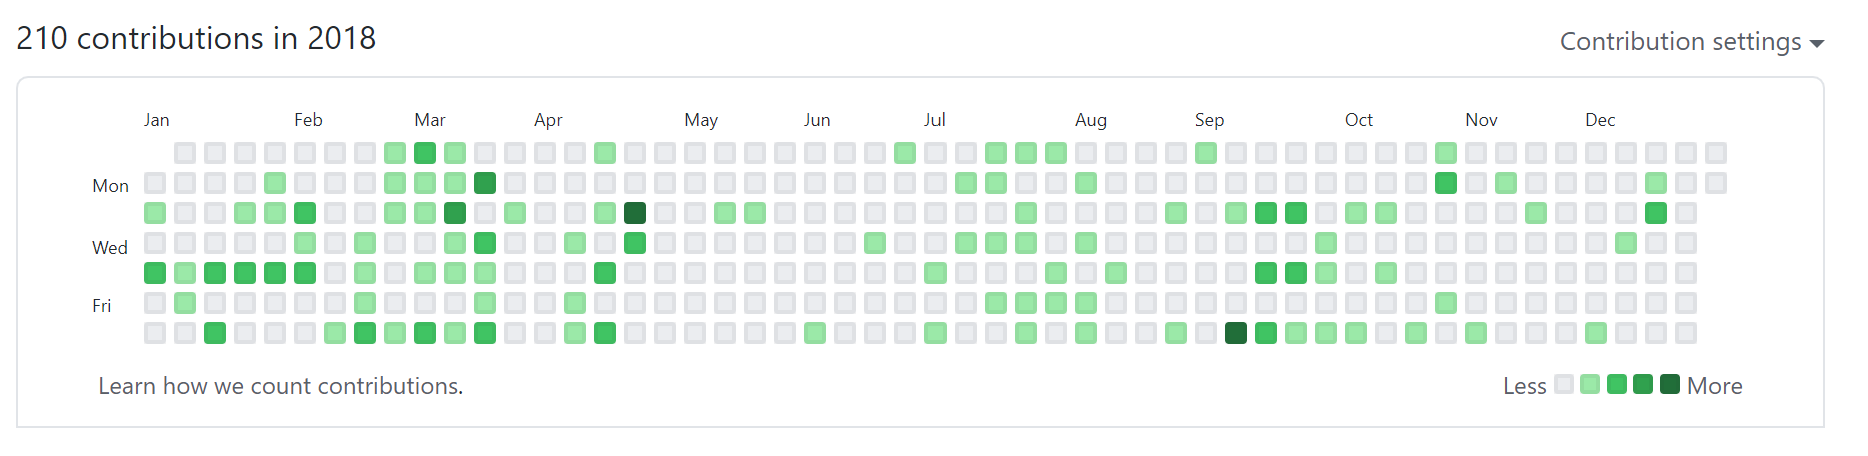 210 contributions in 2018
Contribution settings
Jan Feb Mar Apr May Jun Jul Aug Sep Oct Nov Dec
Mon
Wed
Fri
Learn how we count contributions.
Less More